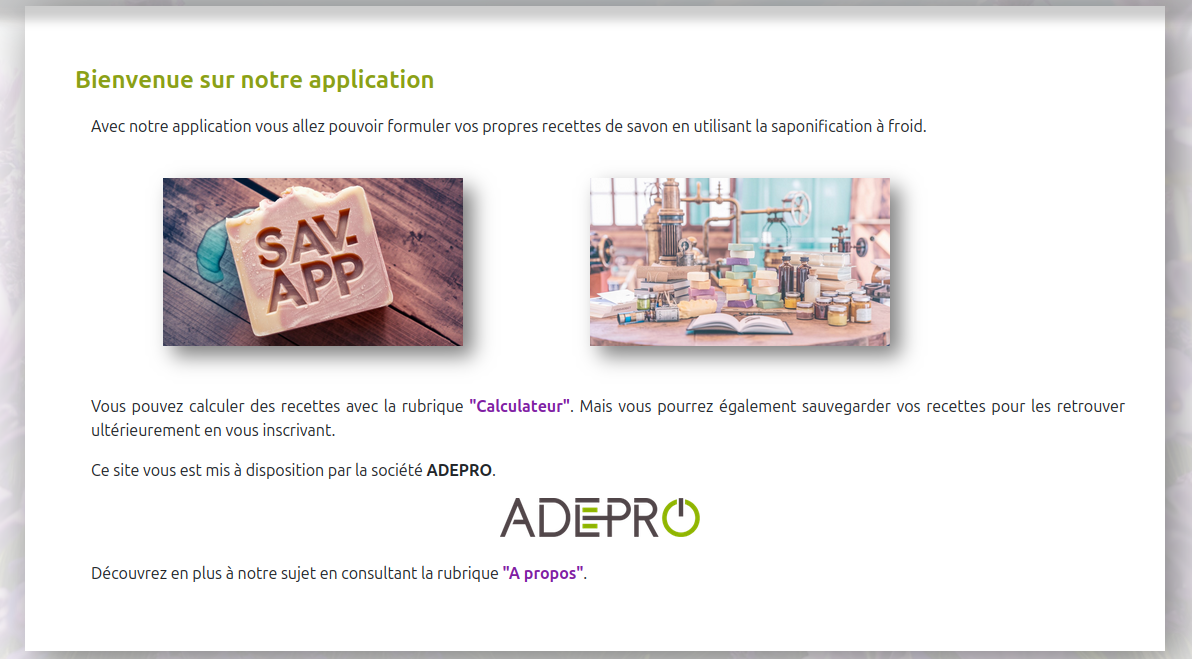 Bienvenue sur notre application
Avec notre application vous allez pouvoir formuler vos propres recettes de savon en utilisant la saponification à froid.
SAV.
APP
Vous pouvez calculer des recettes avec la rubrique "Calculateur". Mais vous pourrez également sauvegarder vos recettes pour les retrouver
ultérieurement en vous inscrivant.
Ce site vous est mis à disposition par la société ADEPRO.
ADEPRO
Découvrez en plus à notre sujet en consultant la rubrique "A propos".